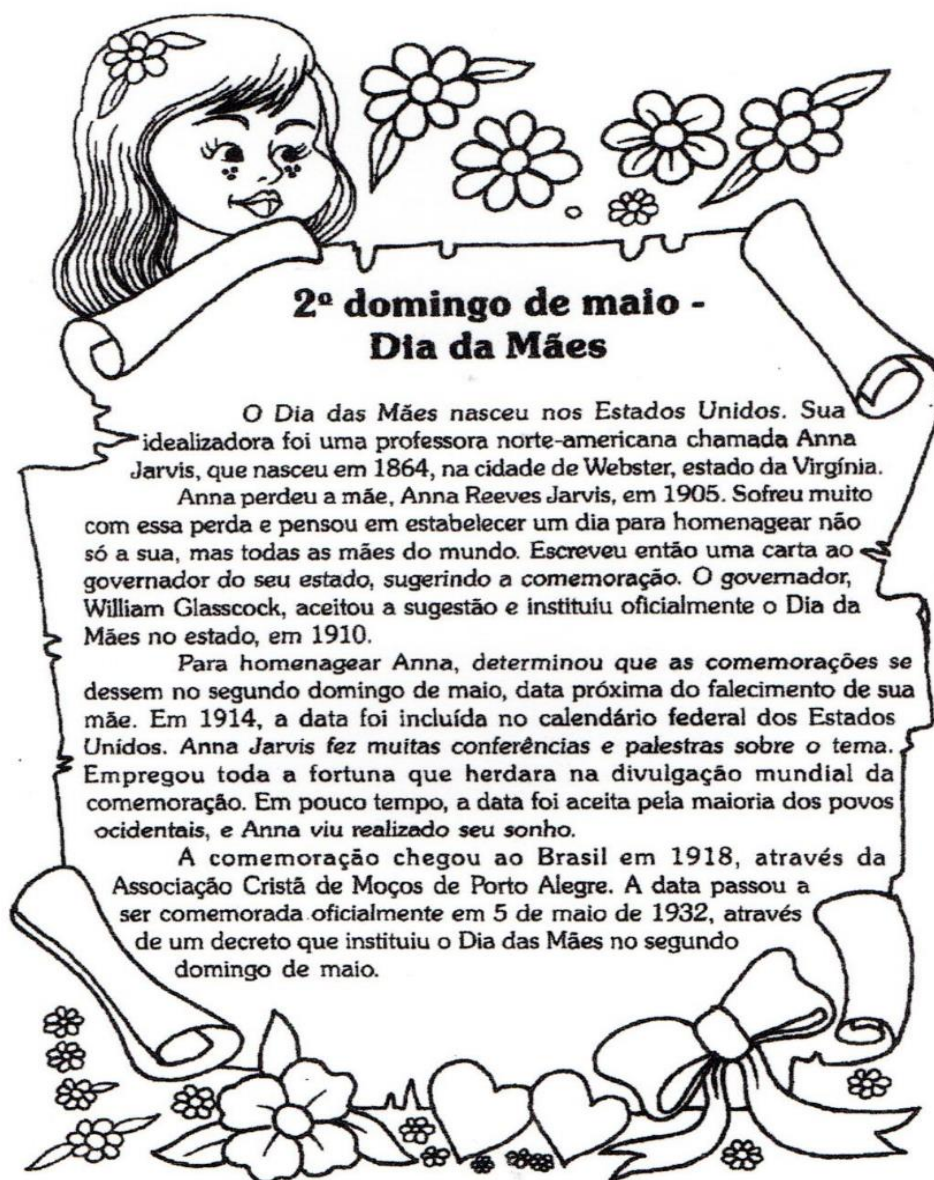 2º domingo de maio -
Dia da Mães
O Dia das Mães nasceu nos Estados Unidos. Sua
idealizadora foi uma professora norte-americana chamada Anna
Jarvis, que nasceu em 1864, na cidade de Webster, estado da Virgínia.
Anna perdeu a mãe, Anna Reeves Jarvis, em 1905. Sofreu muito
com essa perda e pensou em estabelecer um dia para homenagear não
só a sua, mas todas as mães do mundo. Escreveu então uma carta ao
governador do seu estado, sugerindo a comemoração. O governador,
William Glasscock, aceitou a sugestão e instituiu oficialmente o Dia da
Mães no estado, em 1910.
Para homenagear Anna, determinou que as comemorações se
dessem no segundo domingo de maio, data próxima do falecimento de sua
mãe. Em 1914, a data foi incluída no calendário federal dos Estados
Unidos. Anna Jarvis fez muitas conferências e palestras sobre o tema.
Empregou toda a fortuna que herdara na divulgação mundial da
comemoração. Em pouco tempo, a data foi aceita pela maioria dos povos
ocidentais, e Anna viu realizado seu sonho.
A comemoração chegou ao Brasil em 1918, através da
Associação Cristã de Moços de Porto Alegre. A data passou a
ser comemorada oficialmente em 5 de maio de 1932, através
de um decreto que instituiu o Dia das Mães no segundo
domingo de maio.